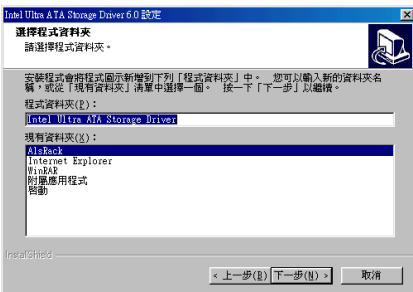 Intel Ultra ATA Storage Driver 6.0 設定
選擇程式資料夾
請選擇程式資料夾。
安裝程式會將程式圖示新增到下列「程式資料夾」中。 您可以輸入新的資料夾名
稱，或從「現有資料夾」清單中選擇一個。 按一下「下一步」以繼續。
程式資料夾(P)：
Intel Ultra ATA Storage Driver
現有資料夾(X)：
AlsRack
Internet Explorer
WinRAR
附屬應用程式
啓動
InstallShield
< 上一步(B) 下一步(N) > 取消